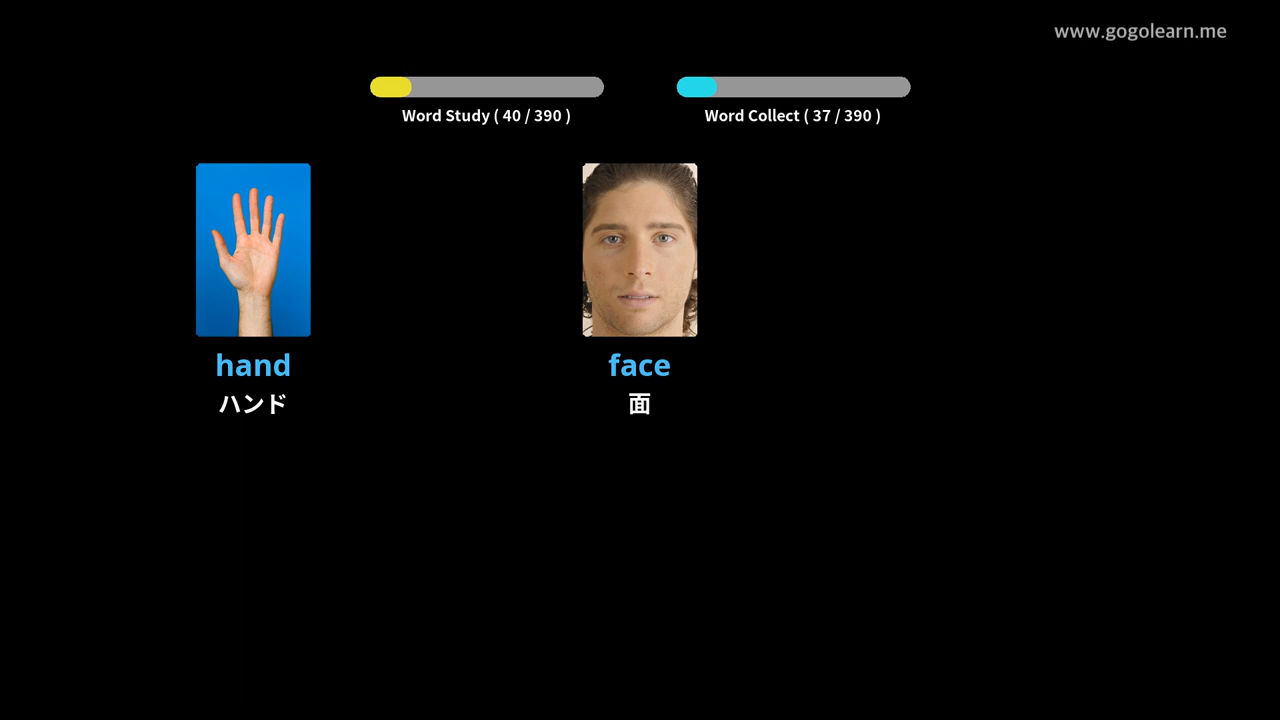 www.gogolearn.me
Word Study ( 40 / 390 )
Word Collect ( 37 / 390 )
hand
ハンド
face
面